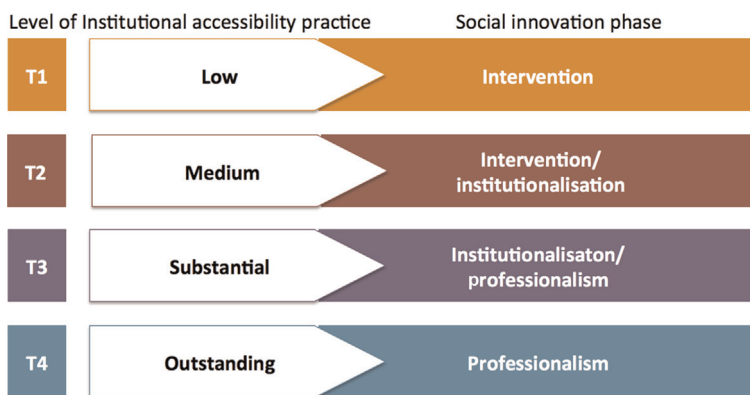 Level of Institutional accessibility practice Social innovation phase
T1 Low Intervention
T2 Medium Intervention/
institutionalisation
T3 Substantial Institutionalisaton/
professionalism
T4 Outstanding Professionalism